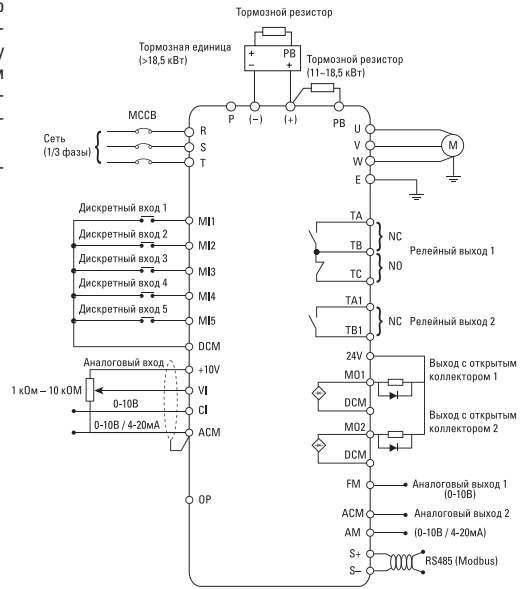 Тормозной резистор
Тормозная единица
(>18,5 кВт)
+ PB
− +
Тормозной резистор
(11~18,5 кВт)
P (−) (+) PB
MCCB
Сеть
(1/3 фазы)
R
S
T
U
V
W
M
E
Дискретный вход 1
MI1
Дискретный вход 2
MI2
Дискретный вход 3
MI3
Дискретный вход 4
MI4
Дискретный вход 5
MI5
DCM
Аналоговый вход
+10V
1 кОм – 10 кОМ
VI
0-10В
CI
0-10В / 4-20мА
ACM
OP
TA
NC
TB
Релейный выход 1
NO
TC
TA1
NC Релейный выход 2
TB1
24V
Выход с открытым
коллектором 1
MO1
DCM
Выход с открытым
коллектором 2
MO2
DCM
FM
Аналоговый выход 1
(0-10В)
ACM
Аналоговый выход 2
AM
(0-10В / 4-20мА)
S+
RS485 (Modbus)
S−